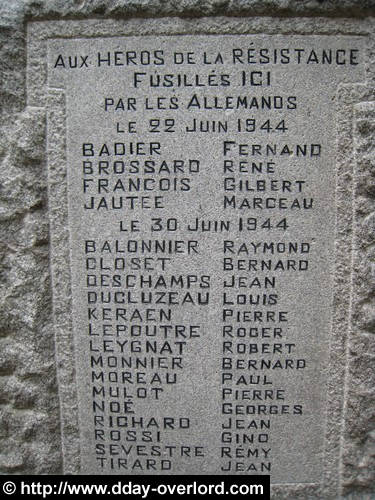 AUX HEROS DE LA RÉSISTANCE
FUSILLÉS ICI
PAR LES ALLEMANDS
LE 22 JUIN 1944
BADIER FERNAND
BROSSARD RENÉ
FRANCOIS GILBERT
JAUTEE MARCEAU
LE 30 JUIN 1944
BALONNIER RAYMOND
CLOSET BERNARD
DESCHAMPS JEAN
DUCLUZEAU LOUIS
KERAEN PIERRE
LEPOUTRE ROGER
LEYGNAT ROBERT
MONNIER BERNARD
MOREAU PAUL
MULOT PIERRE
NOÉ GEORGES
RICHARD JEAN
ROSSI GINO
SEVESTRE RÉMY
TIRARD JEAN
© http://www.dday-overlord.com